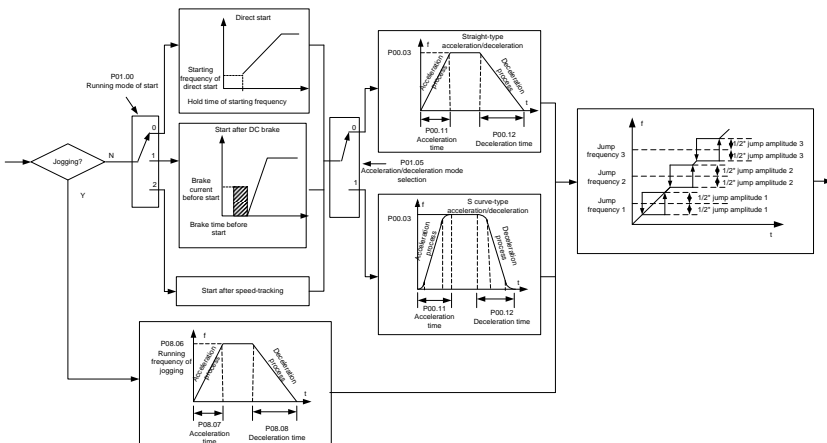 Direct start
Starting
frequency of
direct start
Hold time of starting frequency
P01.00
Running mode of start
Jogging?
N
Y
0
1
2
Start after DC brake
Brake
current
before start
Brake time before
start
Start after speed-tracking
0
1
P01.05
Acceleration/deceleration mode
selection
Straight-type
acceleration/deceleration
P00.03
f
Acceleration
process
Deceleration
process
t
P00.11
Acceleration
time
P00.12
Deceleration time
S curve-type
acceleration/deceleration
P00.03
f
Acceleration
process
Deceleration
process
t
P00.11
Acceleration
time
P00.12
Deceleration time
f
Jump
frequency 3
Jump
frequency 2
Jump
frequency 1
1/2" jump amplitude 3
1/2" jump amplitude 3
1/2" jump amplitude 2
1/2" jump amplitude 2
1/2" jump amplitude 1
1/2" jump amplitude 1
t
P08.06
Running
frequency of
jogging
f
Acceleration
process
Deceleration
process
t
P08.07
Acceleration
time
P08.08
Deceleration time